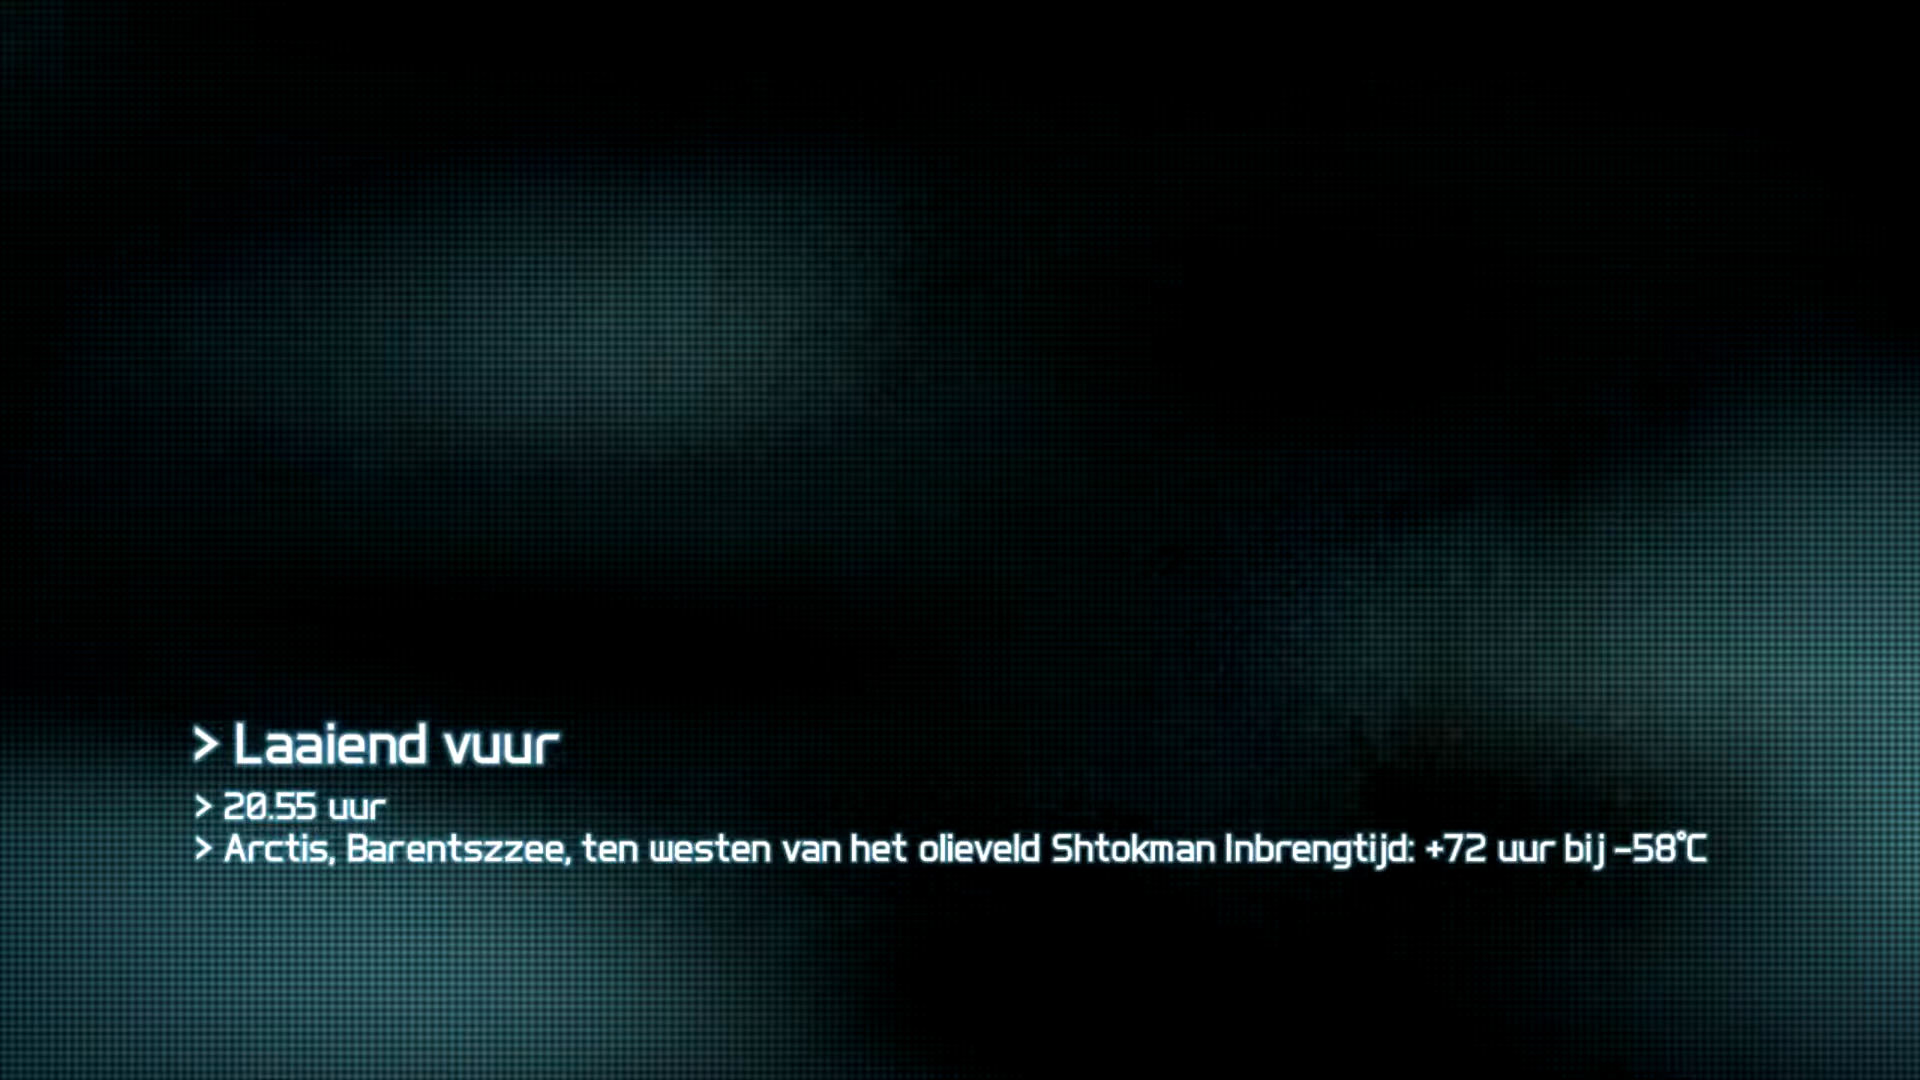 > Laaiend vuur
> 20.55 uur
> Arctis, Barentszzee, ten westen van het olieveld Shtokman Inbrengtijd: +72 uur bij -58°C